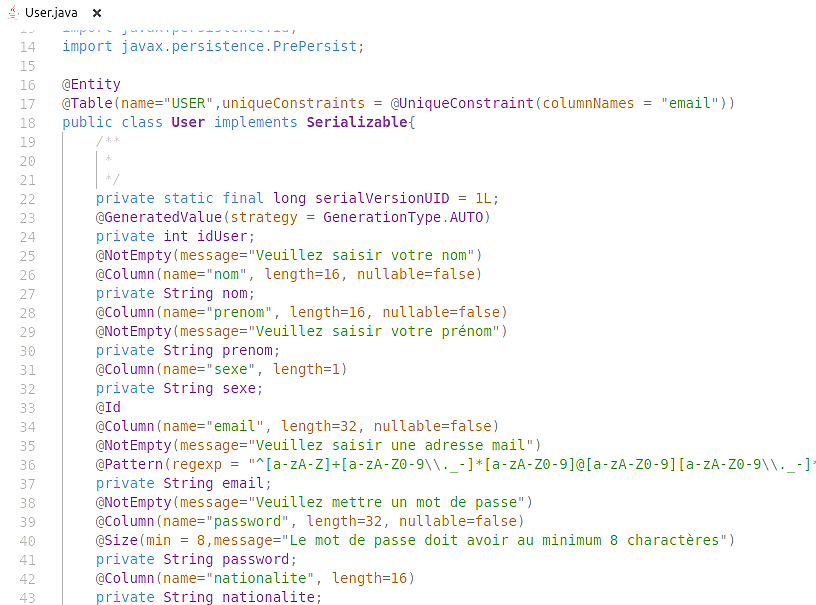 User.java
13 import javax.persistence.Id;
14 import javax.persistence.PrePersist;
15
16 @Entity
17 @Table(name="USER",uniqueConstraints = @UniqueConstraint(columnNames = "email"))
18 public class User implements Serializable{
19 /**
20 *
21 */
22 private static final long serialVersionUID = 1L;
23 @GeneratedValue(strategy = GenerationType.AUTO)
24 private int idUser;
25 @NotEmpty(message="Veuillez saisir votre nom")
26 @Column(name="nom", length=16, nullable=false)
27 private String nom;
28 @Column(name="prenom", length=16, nullable=false)
29 @NotEmpty(message="Veuillez saisir votre prénom")
30 private String prenom;
31 @Column(name="sexe", length=1)
32 private String sexe;
33 @Id
34 @Column(name="email", length=32, nullable=false)
35 @NotEmpty(message="Veuillez saisir une adresse mail")
36 @Pattern(regexp = "^[a-zA-Z]+[a-zA-Z0-9\\._-]*[a-zA-Z0-9]@[a-zA-Z0-9][a-zA-Z0-9\\._-]*
37 private String email;
38 @NotEmpty(message="Veuillez mettre un mot de passe")
39 @Column(name="password", length=32, nullable=false)
40 @Size(min = 8,message="Le mot de passe doit avoir au minimum 8 charactères")
41 private String password;
42 @Column(name="nationalite", length=16)
43 private String nationalite;